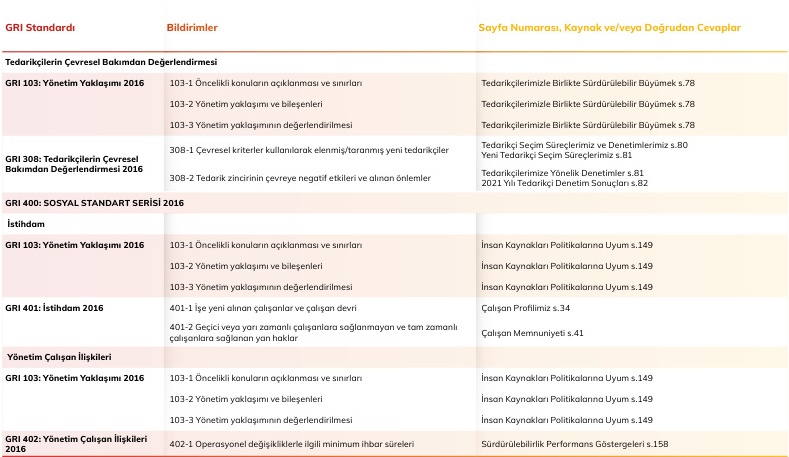 GRI Standardı Bildirimler Sayfa Numarası, Kaynak ve/veya Doğrudan Cevaplar
Tedarikçilerin Çevresel Bakımdan Değerlendirmesi
GRI 103: Yönetim Yaklaşımı 2016 103-1 Öncelikli konuların açıklanması ve sınırları Tedarikçilerimizle Birlikte Sürdürülebilir Büyümek s.78
103-2 Yönetim yaklaşımı ve bileşenleri Tedarikçilerimizle Birlikte Sürdürülebilir Büyümek s.78
103-3 Yönetim yaklaşımının değerlendirilmesi Tedarikçilerimizle Birlikte Sürdürülebilir Büyümek s.78
GRI 308: Tedarikçilerin Çevresel
Bakımdan Değerlendirmesi 2016
308-1 Çevresel kriterler kullanılarak elenmiş/taranmış yeni tedarikçiler
Tedarikçi Seçim Süreçlerimiz ve Denetimlerimiz s.80
Yeni Tedarikçi Seçim Süreçlerimiz s.81
308-2 Tedarik zincirinin çevreye negatif etkileri ve alınan önlemler
Tedarikçilerimize Yönelik Denetimler s.81
2021 Yılı Tedarikçi Denetim Sonuçları s.82
GRI 400: SOSYAL STANDART SERİSİ 2016
İstihdam
GRI 103: Yönetim Yaklaşımı 2016 103-1 Öncelikli konuların açıklanması ve sınırları İnsan Kaynakları Politikalarına Uyum s.149
103-2 Yönetim yaklaşımı ve bileşenleri İnsan Kaynakları Politikalarına Uyum s.149
103-3 Yönetim yaklaşımının değerlendirilmesi İnsan Kaynakları Politikalarına Uyum s.149
GRI 401: İstihdam 2016 401-1 İşe yeni alınan çalışanlar ve çalışan devri Çalışan Profilimiz s.34
401-2 Geçici veya yarı zamanlı çalışanlara sağlanmayan ve tam zamanlı
çalışanlara sağlanan yan haklar
Çalışan Memnuniyeti s.41
Yönetim Çalışan İlişkileri
GRI 103: Yönetim Yaklaşımı 2016 103-1 Öncelikli konuların açıklanması ve sınırları İnsan Kaynakları Politikalarına Uyum s.149
103-2 Yönetim yaklaşımı ve bileşenleri İnsan Kaynakları Politikalarına Uyum s.149
103-3 Yönetim yaklaşımının değerlendirilmesi İnsan Kaynakları Politikalarına Uyum s.149
GRI 402: Yönetim Çalışan İlişkileri
2016
402-1 Operasyonel değişikliklerle ilgili minimum ihbar süreleri Sürdürülebilirlik Performans Göstergeleri s.158